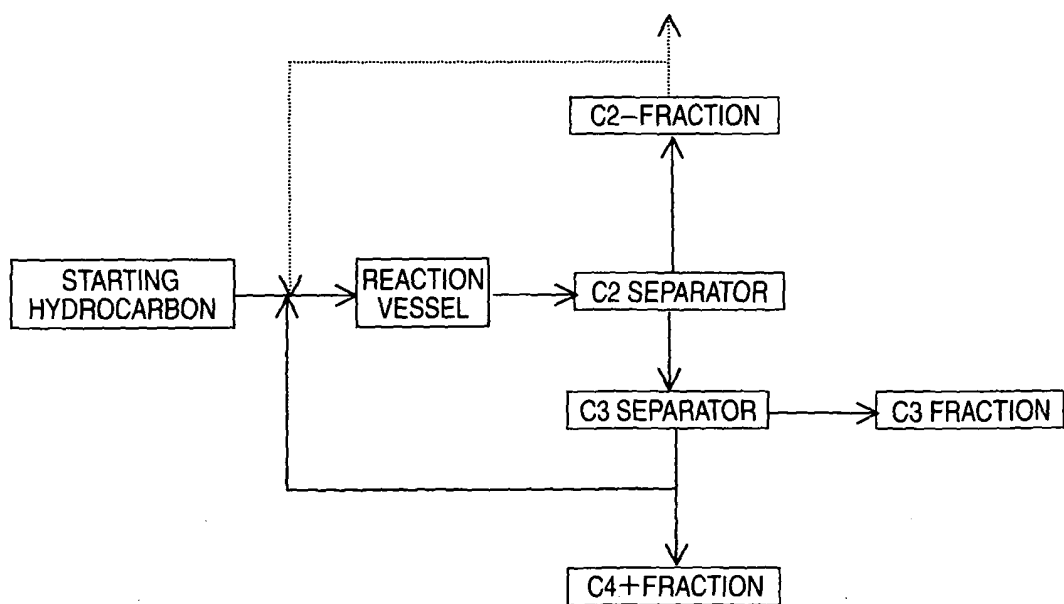 C2-FRACTION
STARTING
HYDROCARBON
REACTION
VESSEL
C2 SEPARATOR
C3 SEPARATOR
C3 FRACTION
C4+FRACTION